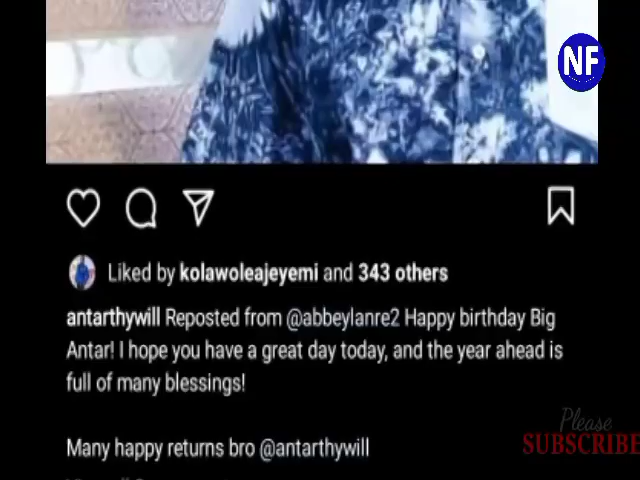 NF
Liked by kolawoleajeyemi and 343 others
antarthywill Reposted from @abbeylanre2 Happy birthday Big
Antar! I hope you have a great day today, and the year ahead is
full of many blessings!
Many happy returns bro @antarthywill
Please
SUBSCRIBE